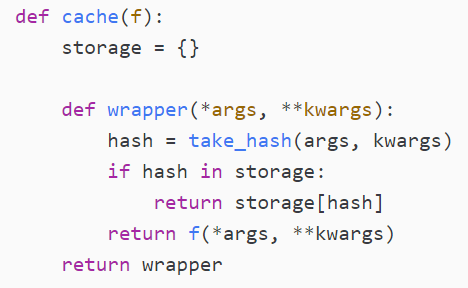 def cache(f):
    storage = {}

    def wrapper(*args, **kwargs):
        hash = take_hash(args, kwargs)
        if hash in storage:
            return storage[hash]
        return f(*args, **kwargs)
    return wrapper